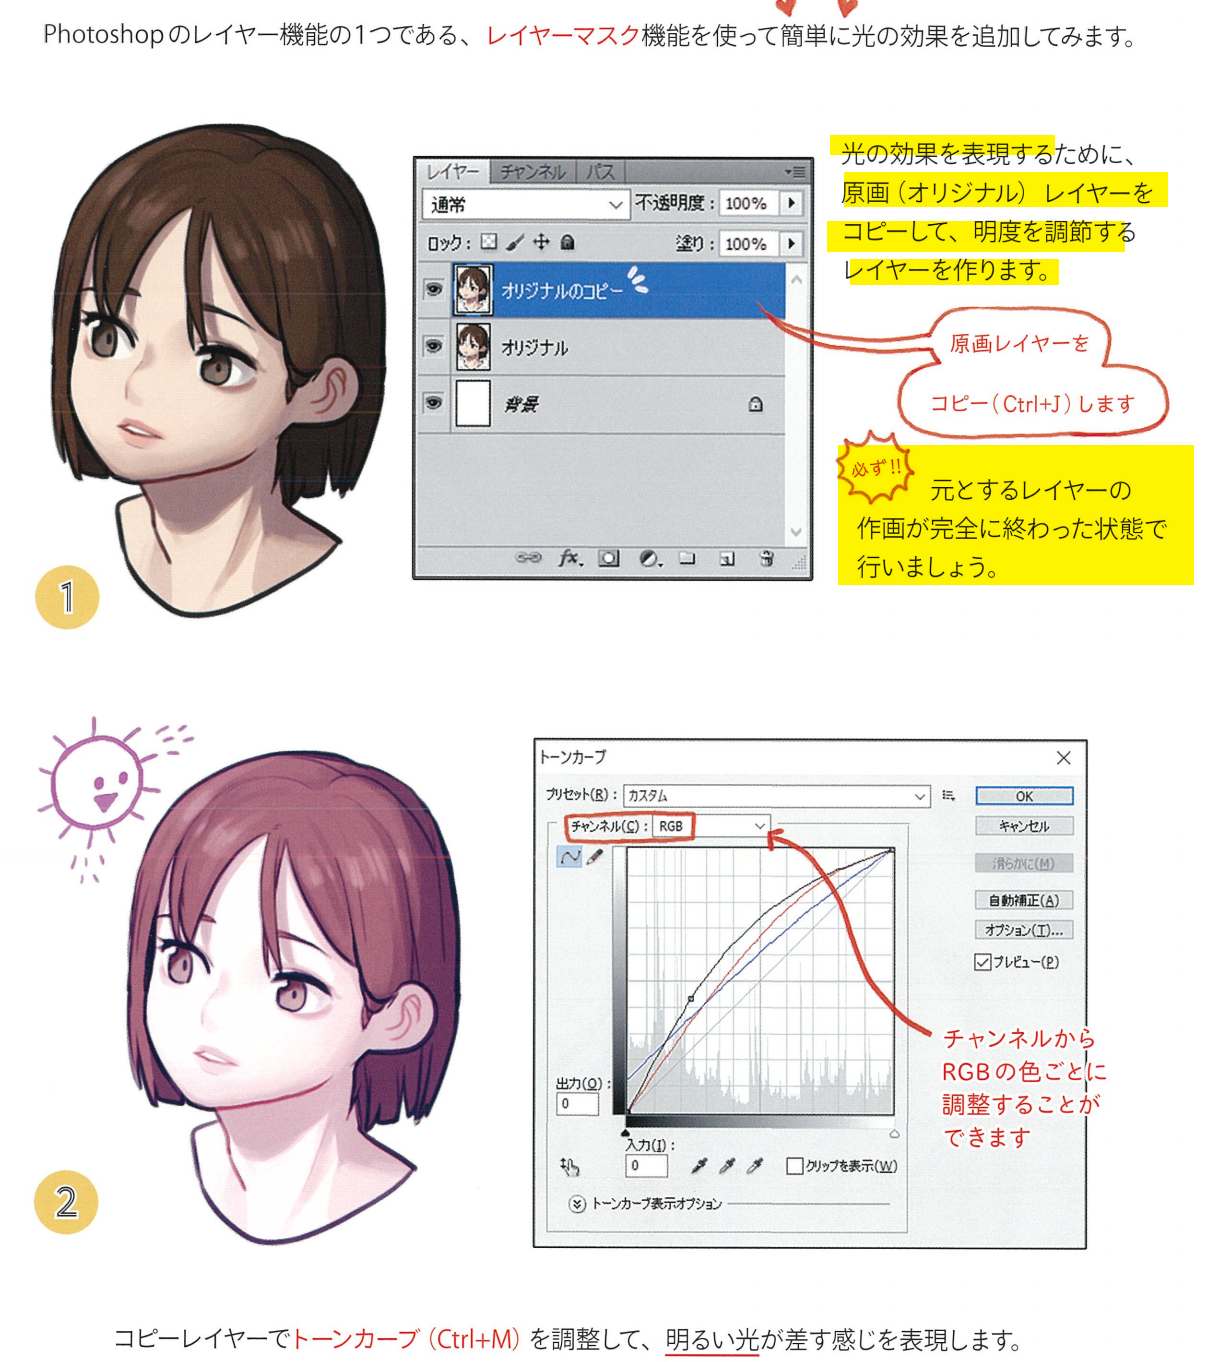 Photoshopのレイヤー機能の1つである、レイヤーマスク機能を使って簡単に光の効果を追加してみます。
レイヤー チャンネル パス
通常 不透明度: 100%
ロック: 塗り: 100%
オリジナルのコピー
オリジナル
背景
fx.
光の効果を表現するために、
原画(オリジナル)レイヤーを
コピーして、明度を調節する
レイヤーを作ります。
原画レイヤーを
コピー(Ctrl+J)します
必ず!!
元とするレイヤーの
作画が完全に終わった状態で
行いましょう。
1
トーンカーブ
プリセット(R): カスタム
OK
チャンネル(C): RGB
キャンセル
滑らかに(M)
自動補正(A)
オプション(T)...
プレビュー(P)
チャンネルから
RGBの色ごとに
調整することが
できます
出力(O):
0
入力(I):
0
クリップを表示(W)
トーンカーブ表示オプション
2
コピーレイヤーでトーンカーブ(Ctrl+M)を調整して、明るい光が差す感じを表現します。